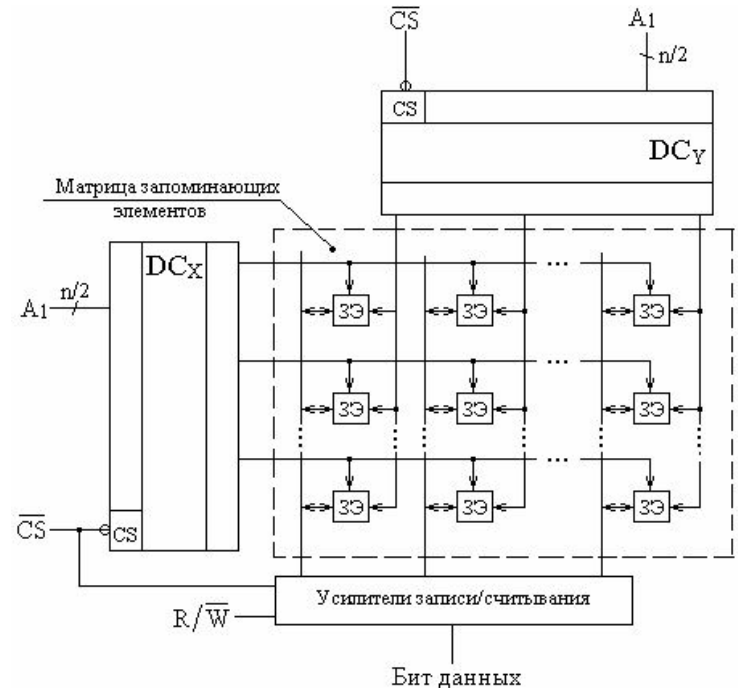 CS
A1
n/2
CS
DCY
Матрица запоминающих
элементов
DCX
n/2
A1
...
ЗЭ
ЗЭ
ЗЭ
...
ЗЭ
ЗЭ
ЗЭ
...
ЗЭ
ЗЭ
ЗЭ
CS
CS
Усилители записи/считывания
R/W
Бит данных